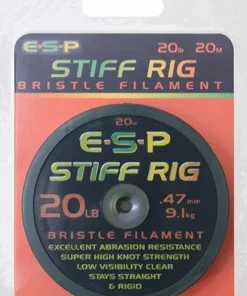 E-S-P 20lb 20M
STIFF RIG
BRISTLE FILAMENT
20m
E-S-P
STIFF RIG
20LB .47mm
9.1kg
BRISTLE FILAMENT
EXCELLENT ABRASION RESISTANCE
SUPER HIGH KNOT STRENGTH
LOW VISIBILITY CLEAR
STAYS STRAIGHT
& RIGID